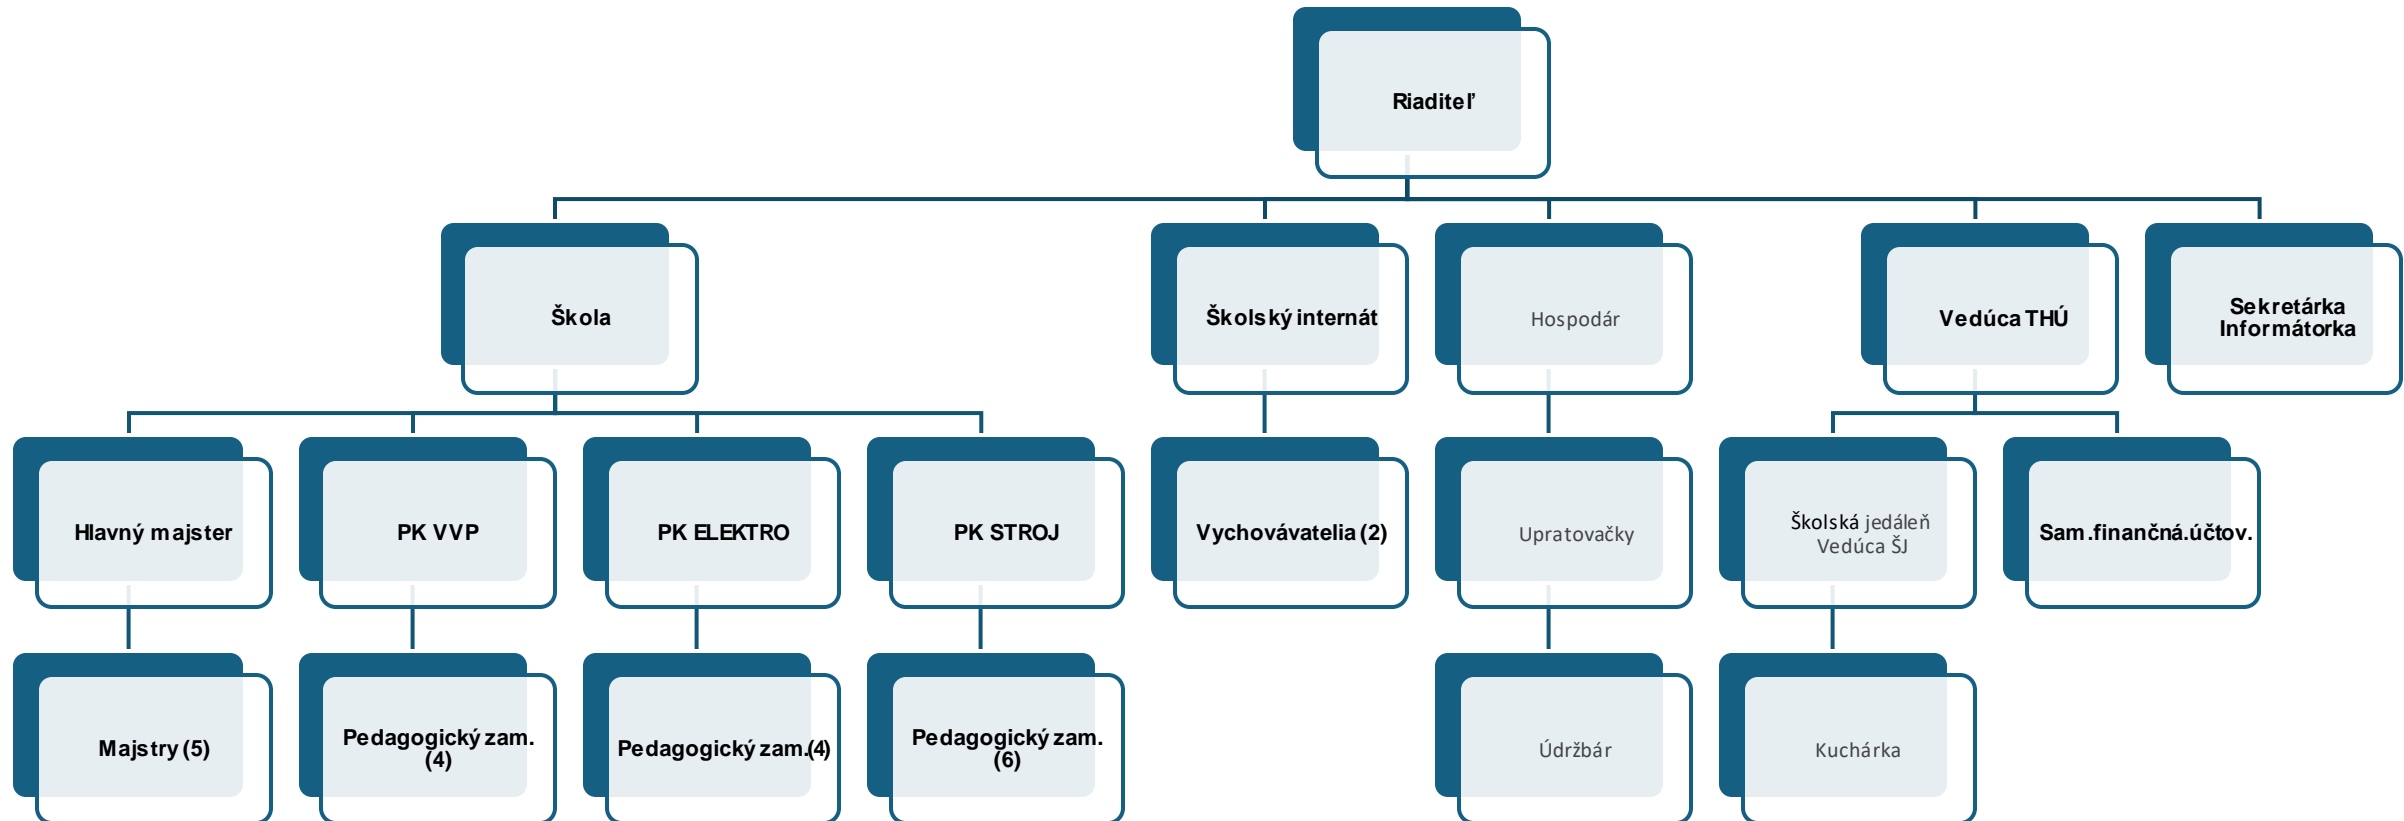 Riaditeľ
Škola
Školský internát
Hospodár
Vedúca THÚ
Sekretárka
Informátorka
Hlavný majster
PK VVP
PK ELEKTRO
PK STROJ
Vychovávatelia (2)
Upratovačky
Školská jedáleň
Vedúca ŠJ
Sam.finančná.účtov.
Majstry (5)
Pedagogický zam.
(4)
Pedagogický zam.(4)
Pedagogický zam.
(6)
Údržbár
Kuchárka